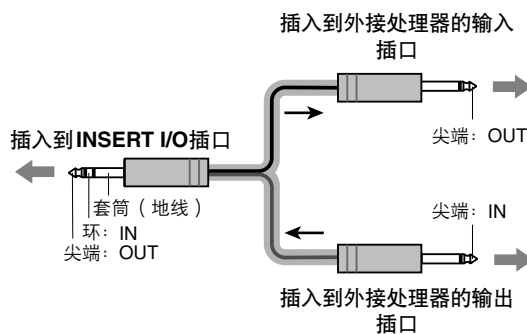 插入到外接处理器的输入
插口
尖端：OUT
插入到INSERT I/O插口
套筒（地线）
环：IN
尖端：OUT
尖端：IN
插入到外接处理器的输出
插口